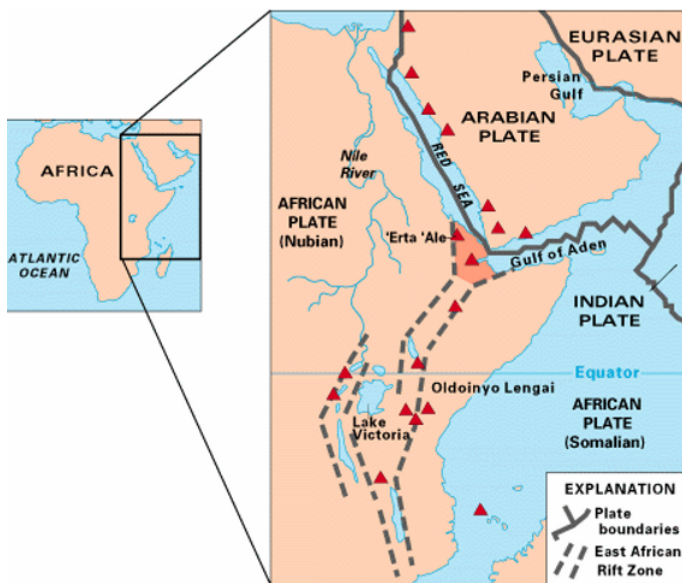 AFRICA
ATLANTIC
OCEAN
EURASIAN
PLATE
Persian
Gulf
ARABIAN
PLATE
RED SEA
Nile
River
AFRICAN
PLATE
(Nubian)
'Erta 'Ale
Gulf of Aden
INDIAN
PLATE
Equator
Oldoinyo Lengai
AFRICAN
PLATE
(Somalian)
Lake
Victoria
EXPLANATION
Plate
boundaries
East African
Rift Zone